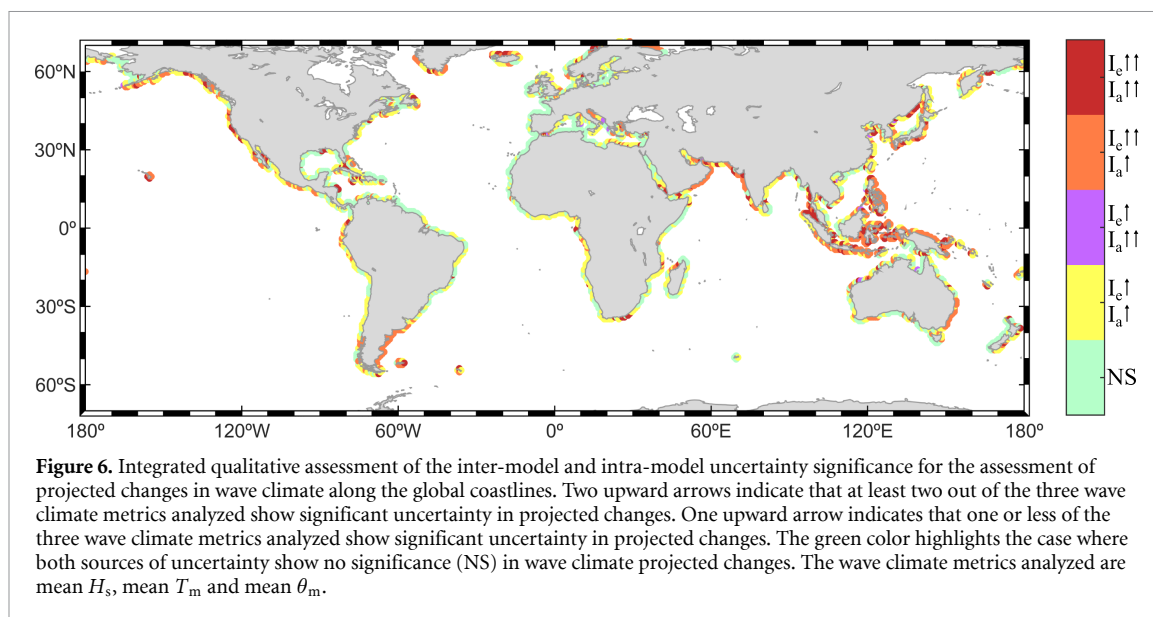 60ºN
30ºN
0º
30ºS
60ºS
180º 120ºW 60ºW 0º 60ºE 120ºE 180º
Iₑ↑↑
Iₐ↑↑
Iₑ↑↑
Iₐ↑
Iₑ↑
Iₐ↑↑
Iₑ↑
Iₐ↑
NS
Figure 6. Integrated qualitative assessment of the inter-model and intra-model uncertainty significance for the assessment of
projected changes in wave climate along the global coastlines. Two upward arrows indicate that at least two out of the three wave
climate metrics analyzed show significant uncertainty in projected changes. One upward arrow indicates that one or less of the
three wave climate metrics analyzed show significant uncertainty in projected changes. The green color highlights the case where
both sources of uncertainty show no significance (NS) in wave climate projected changes. The wave climate metrics analyzed are
mean Hₛ, mean Tₘ and mean θₘ.